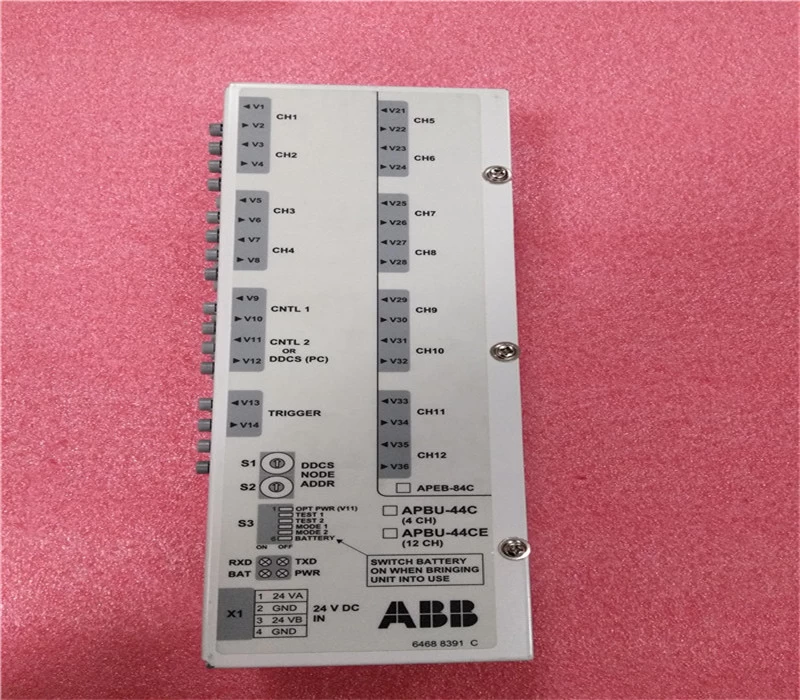 ◄ V1
► V2
CH1
◄ V3
► V4
CH2
◄ V5
► V6
CH3
◄ V7
► V8
CH4
◄ V9
► V10
CNTL 1
◄ V11
► V12
CNTL 2
OR
DDCS (PC)
◄ V13
► V14
TRIGGER
◄ V21
► V22
CH5
◄ V23
► V24
CH6
◄ V25
► V26
CH7
◄ V27
► V28
CH8
◄ V29
► V30
CH9
◄ V31
► V32
CH10
◄ V33
► V34
CH11
◄ V35
► V36
CH12
APEB-84C
S1
S2
DDCS
NODE
ADDR
S3
1
6
OPT PWR (V11)
TEST 1
TEST 2
MODE 1
MODE 2
BATTERY
ON OFF
APBU-44C
(4 CH)
APBU-44CE
(12 CH)
SWITCH BATTERY
ON WHEN BRINGING
UNIT INTO USE
RXD TXD
BAT PWR
X1
1 24 VA
2 GND
3 24 VB
4 GND
24 V DC
IN
ABB
6468 8391 C